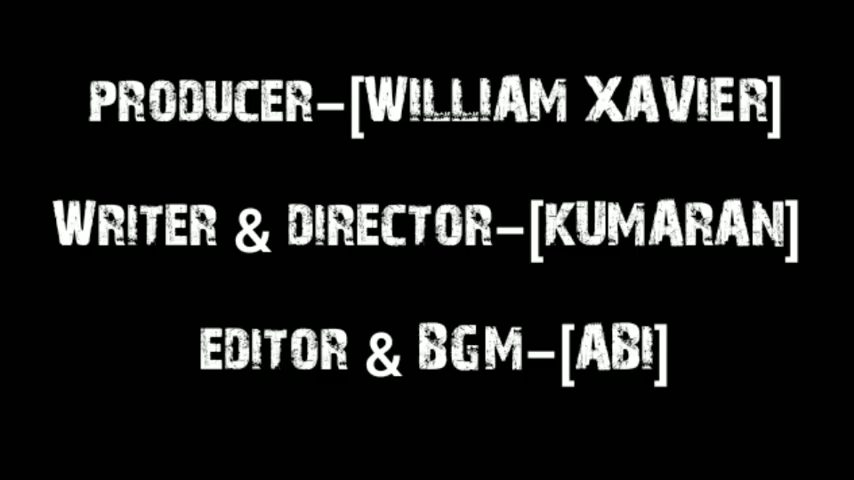 PRODUCER-[WILLIAM XAVIER]
WRITER & DIRECTOR-[KUMARAN]
EDITOR & BGM-[ABI]